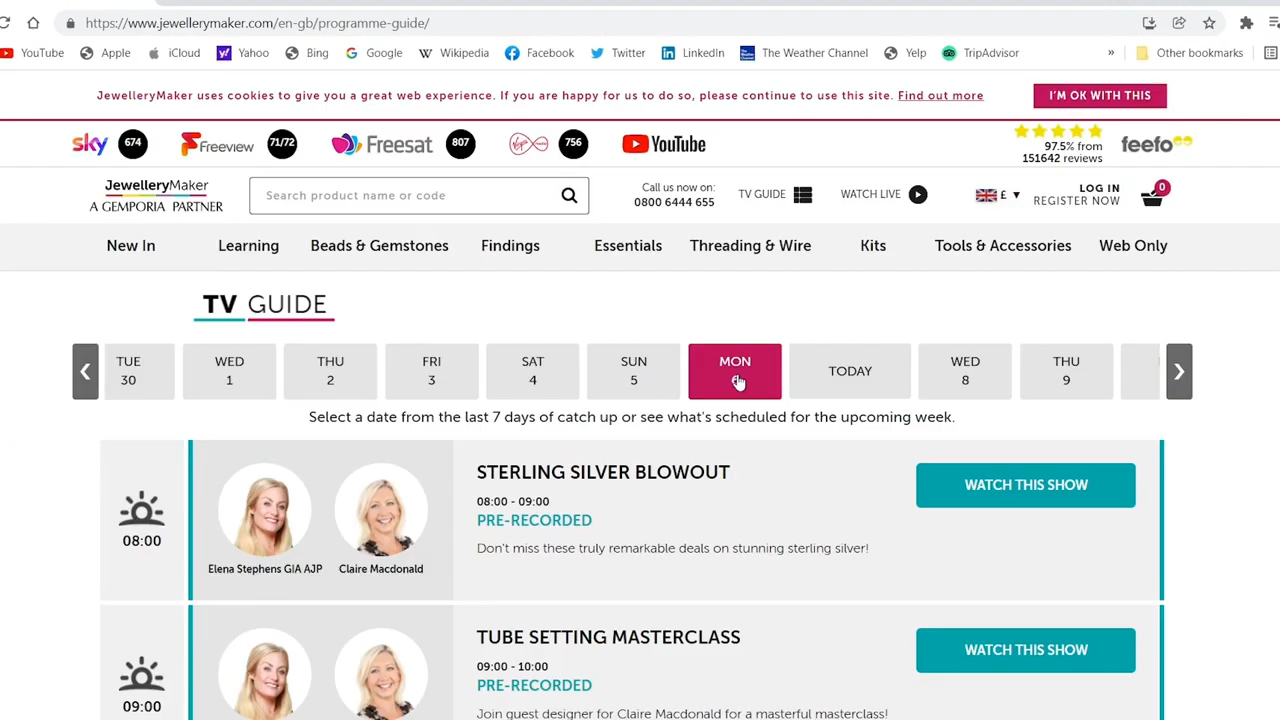 https://www.jewellerymaker.com/en-gb/programme-guide/
YouTube Apple iCloud Yahoo Bing Google Wikipedia Facebook Twitter LinkedIn The Weather Channel Yelp TripAdvisor » Other bookmarks
JewelleryMaker uses cookies to give you a great web experience. If you are happy for us to do so, please continue to use this site. Find out more I'M OK WITH THIS
sky 674 Freeview 71/72 Freesat 807 Virgin media 756 YouTube
97.5% from
151642 reviews
feefo
JewelleryMaker
A GEMPORIA PARTNER
Search product name or code
Call us now on:
0800 6444 655
TV GUIDE WATCH LIVE £ ▼
LOG IN
REGISTER NOW
0
New In Learning Beads & Gemstones Findings Essentials Threading & Wire Kits Tools & Accessories Web Only
TV GUIDE
TUE WED THU FRI SAT SUN MON TODAY WED THU
30 1 2 3 4 5 8 9
Select a date from the last 7 days of catch up or see what's scheduled for the upcoming week.
08:00
Elena Stephens GIA AJP Claire Macdonald
STERLING SILVER BLOWOUT
08:00 - 09:00
PRE-RECORDED
Don't miss these truly remarkable deals on stunning sterling silver!
WATCH THIS SHOW
09:00
TUBE SETTING MASTERCLASS
09:00 - 10:00
PRE-RECORDED
Join guest designer for Claire Macdonald for a masterful masterclass!
WATCH THIS SHOW